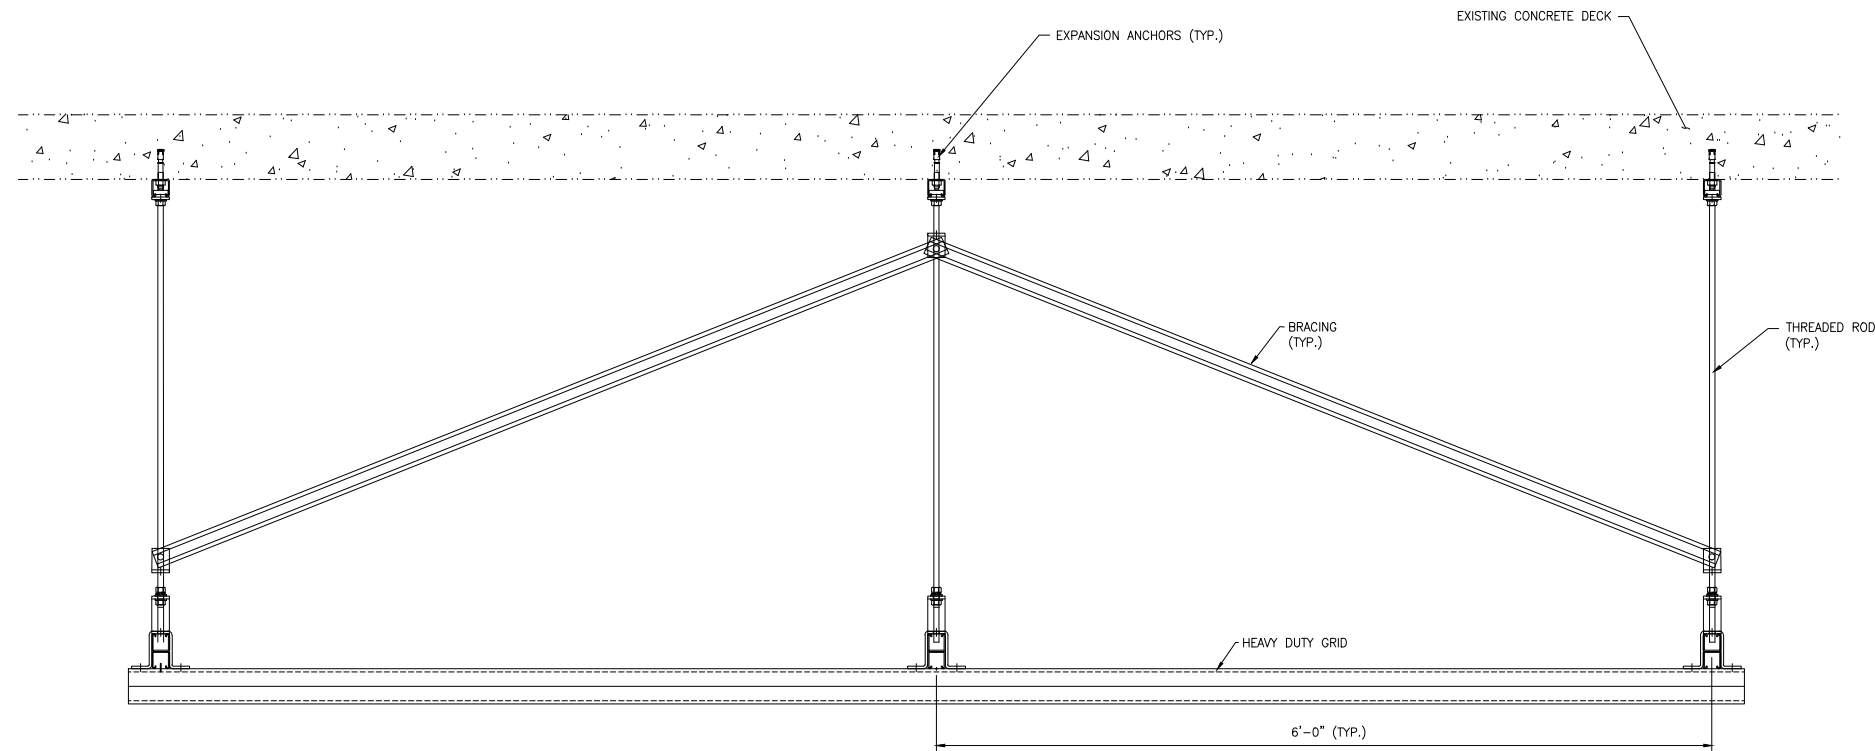 EXISTING CONCRETE DECK
EXPANSION ANCHORS (TYP.)
BRACING
(TYP.)
THREADED ROD
(TYP.)
HEAVY DUTY GRID
6'-0" (TYP.)